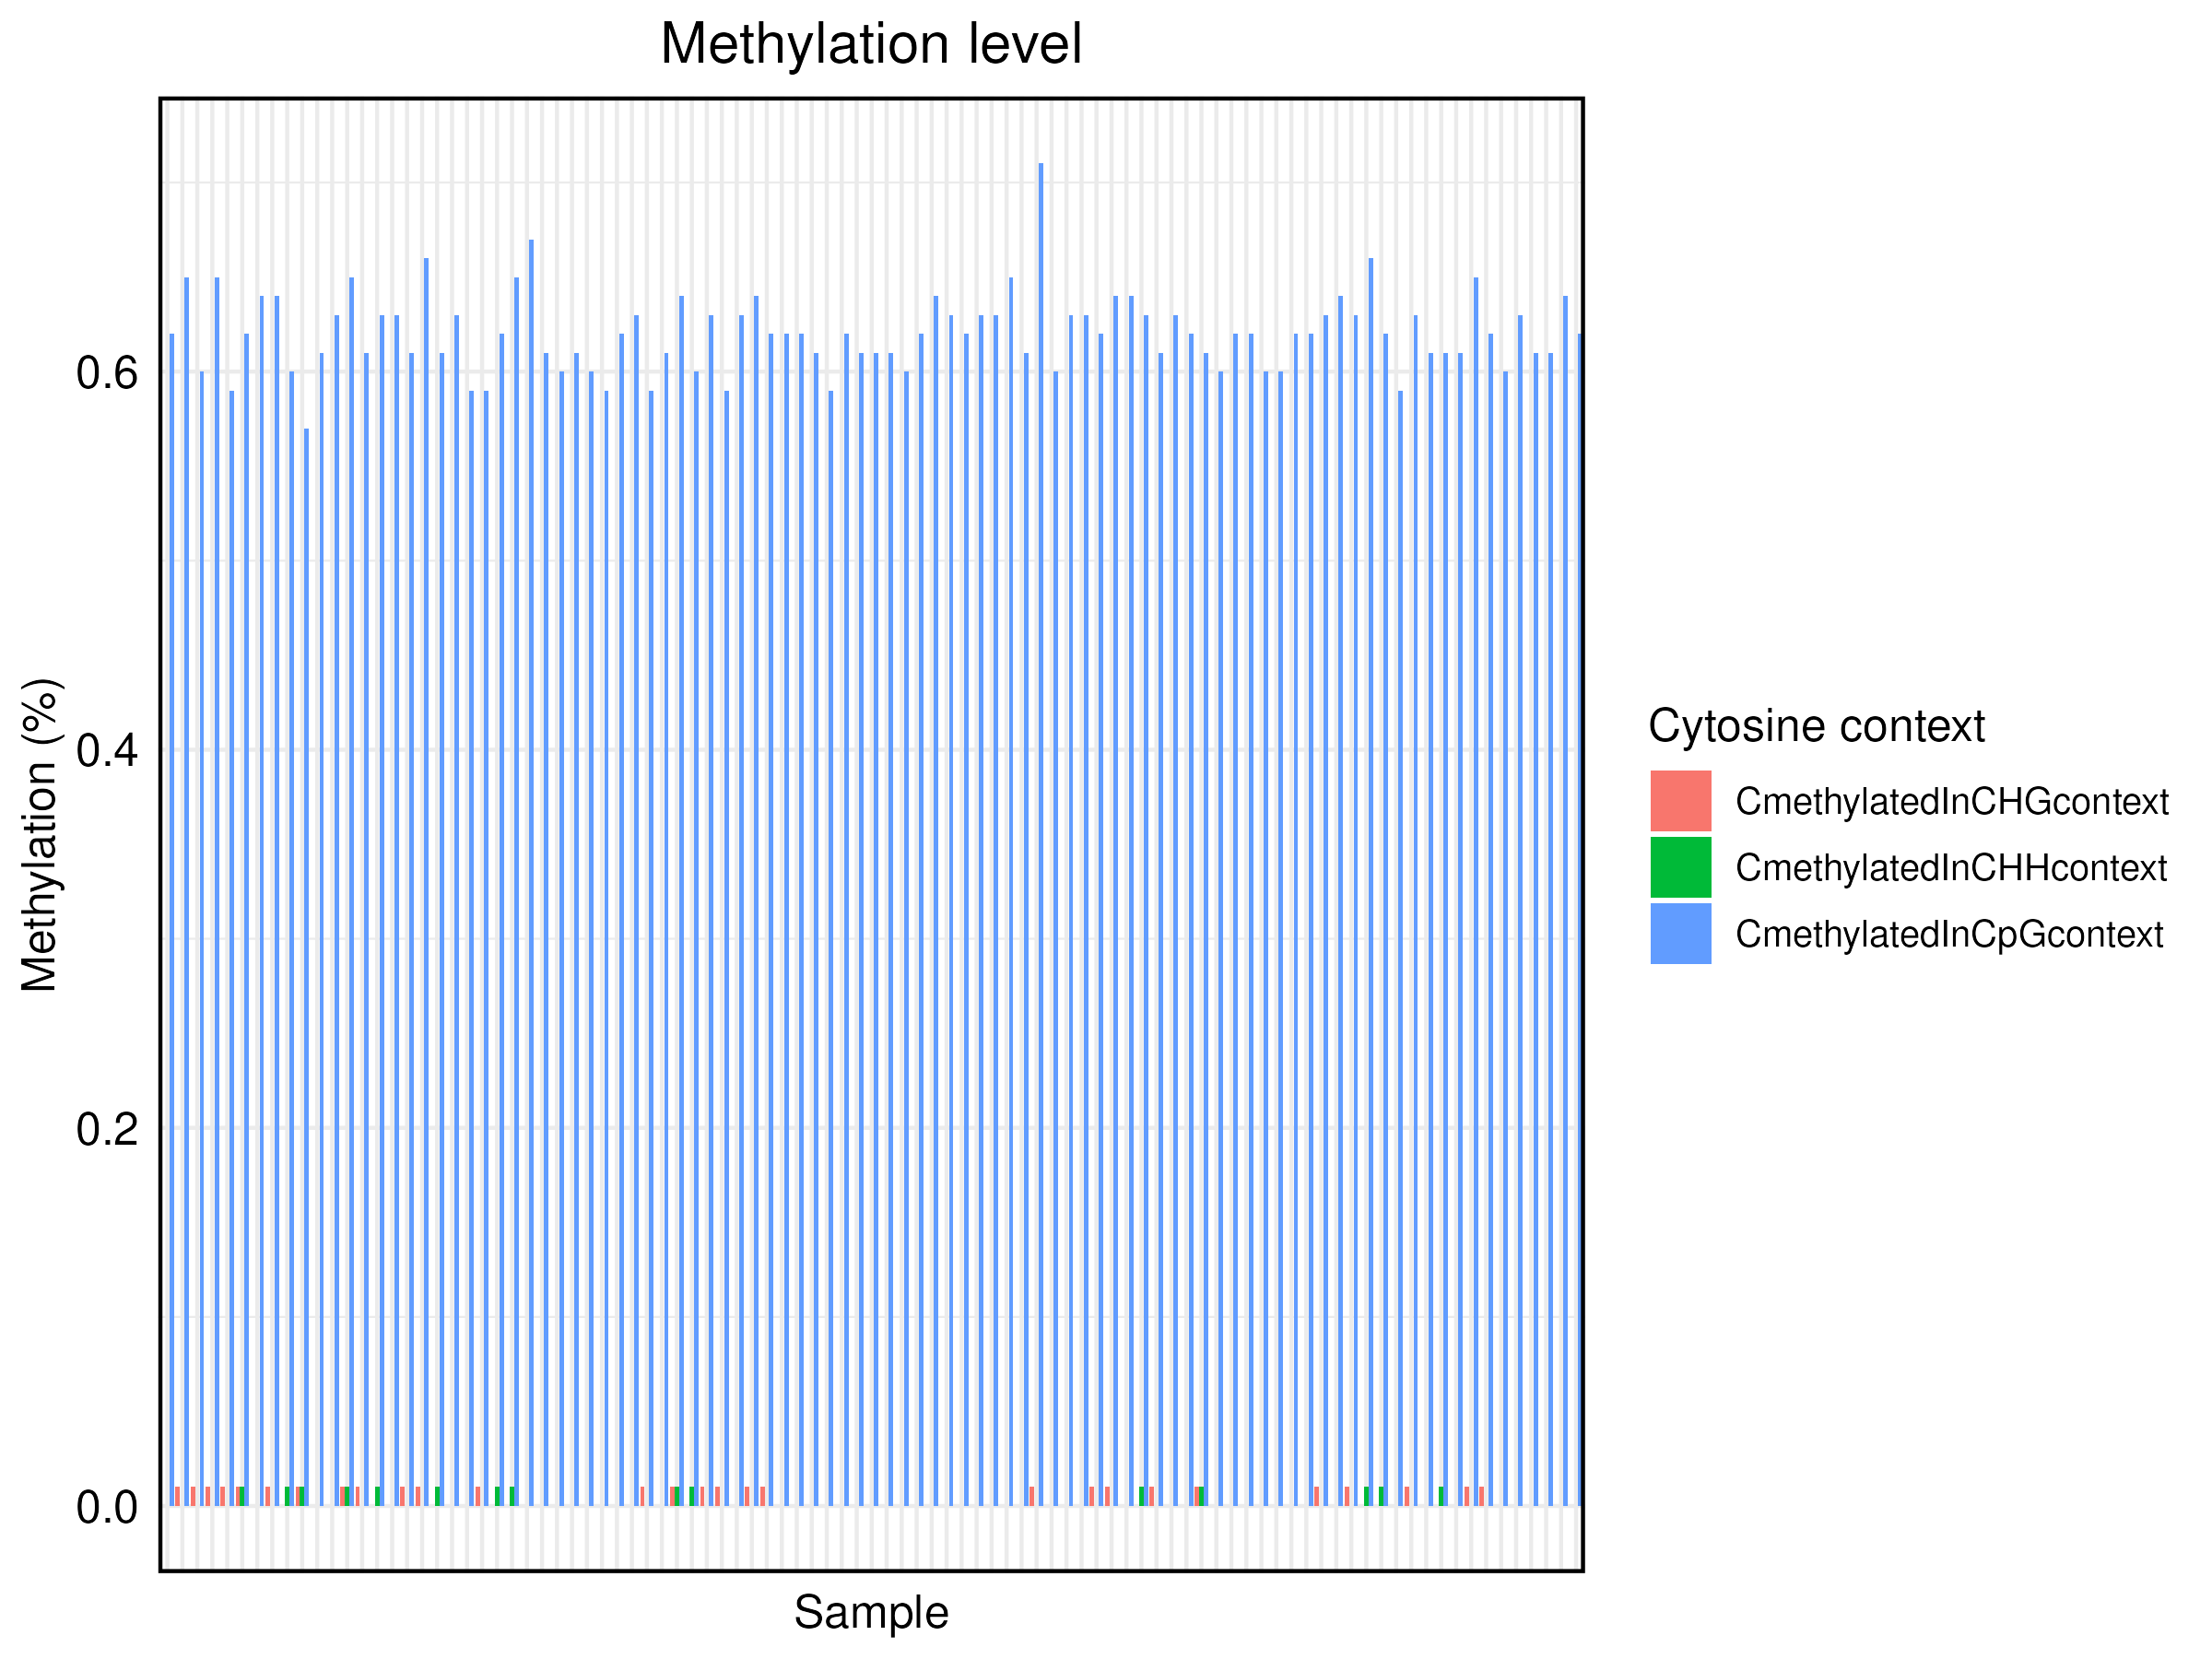 Methylation level
Methylation (%)
0.6
0.4
0.2
0.0
Sample
Cytosine context
CmethylatedInCHGcontext
CmethylatedInCHHcontext
CmethylatedInCpGcontext